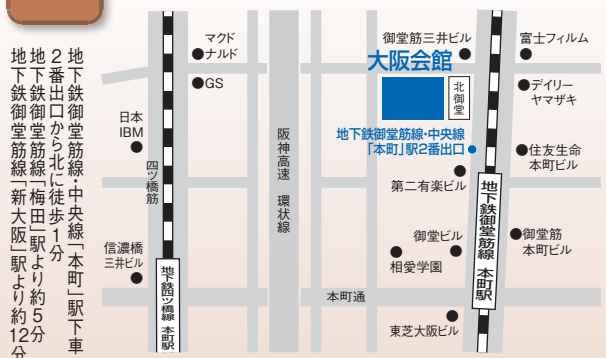 地下鉄御堂筋線・中央線「本町」駅下車
2番出口から北に徒歩1分
地下鉄御堂筋線「梅田」駅より約5分
地下鉄御堂筋線「新大阪」駅より約12分
マクド
ナルド
GS
日本
IBM
四ツ橋筋
信濃橋
三井ビル
地下鉄四ツ橋線 本町駅
阪神高速 環状線
御堂筋三井ビル
富士フィルム
大阪会館
北御堂
デイリー
ヤマザキ
地下鉄御堂筋線・中央線
「本町」駅2番出口
住友生命
本町ビル
第二有楽ビル
地下鉄御堂筋線 本町駅
御堂ビル
御堂筋
本町ビル
相愛学園
本町通
東芝大阪ビル